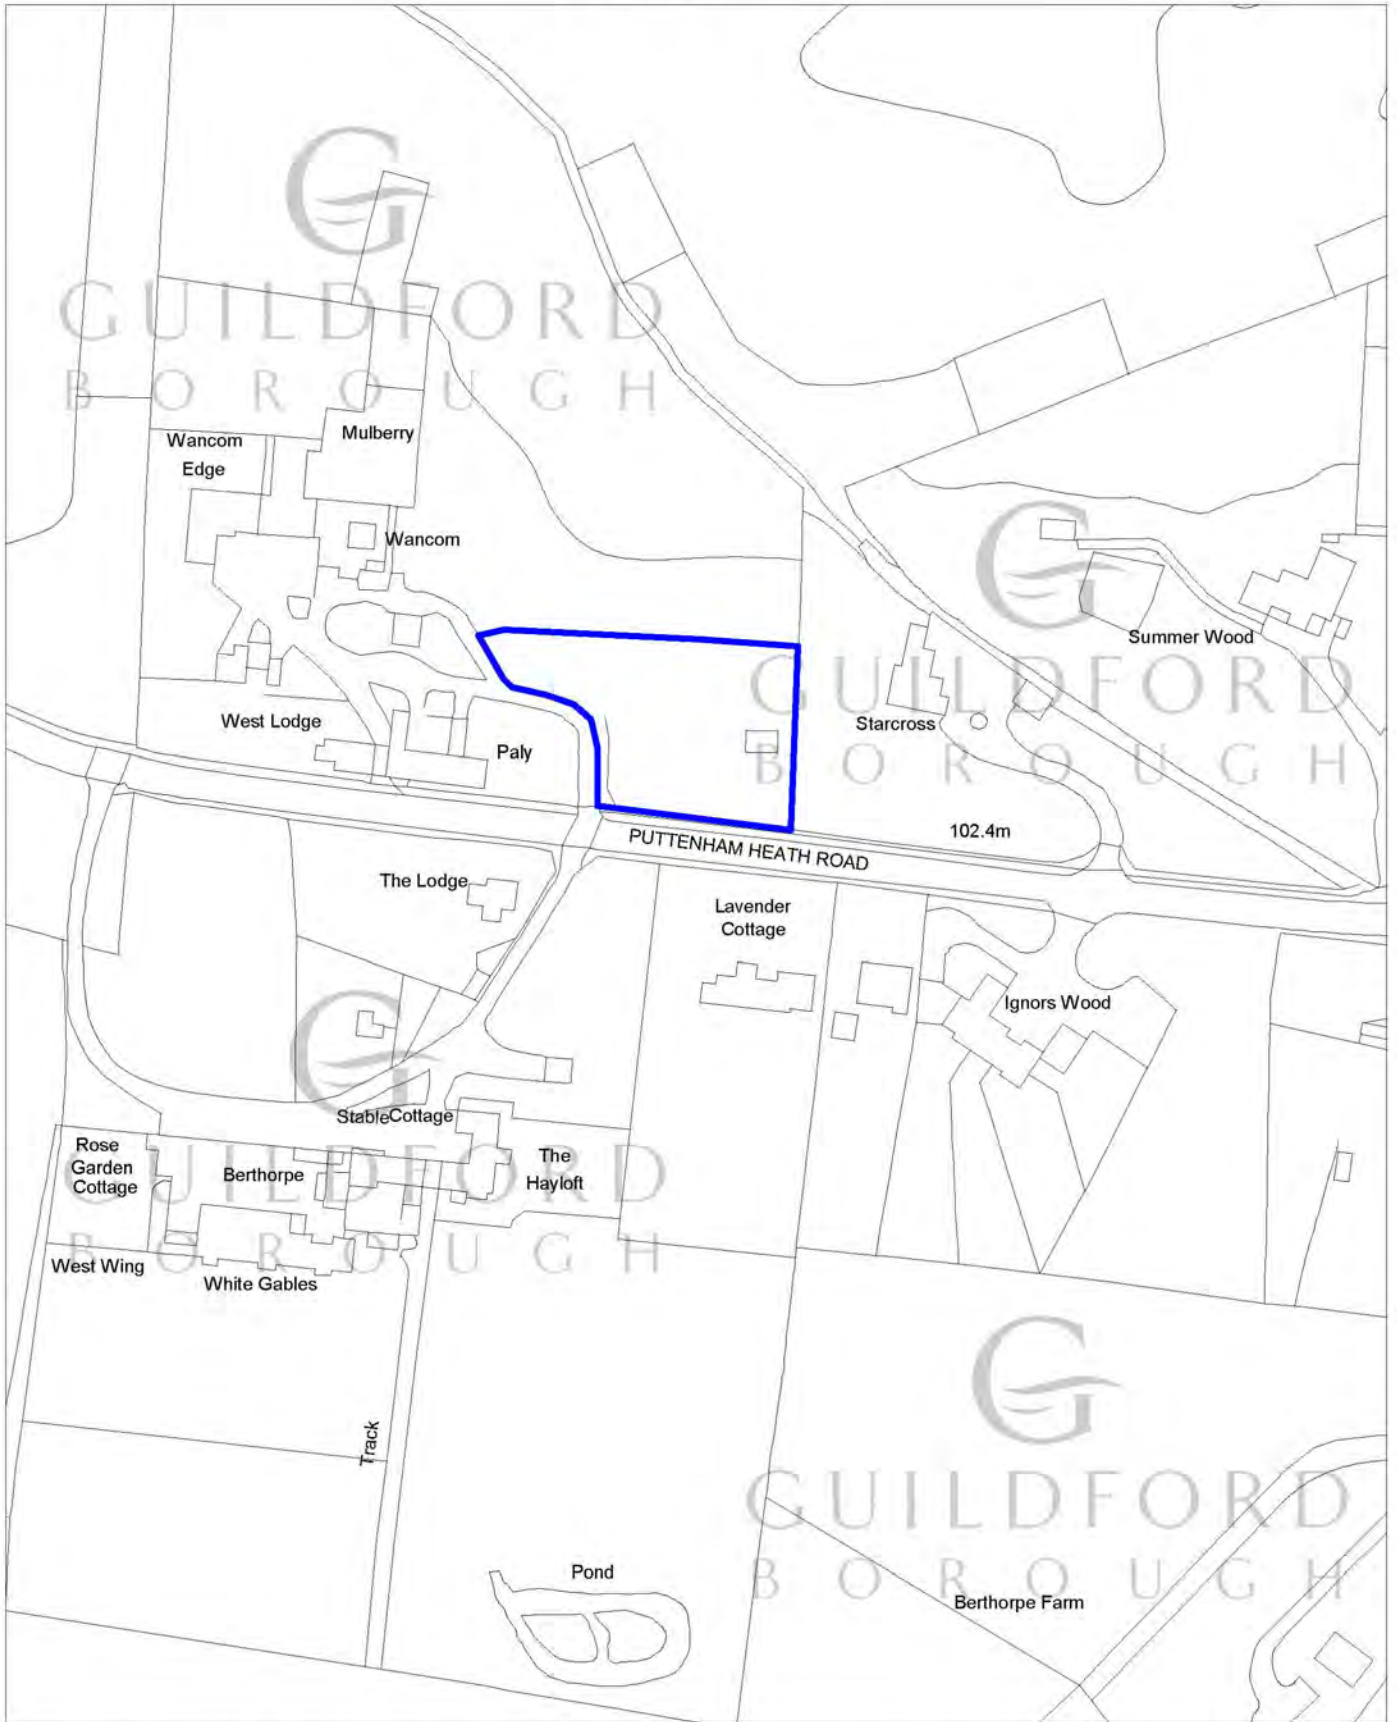 GUILDFORD
BOROUGH
Wancom
Edge
Mulberry
Wancom
GUILDFORD
BOROUGH
Summer Wood
Starcross
West Lodge
Paly
102.4m
PUTTENHAM HEATH ROAD
The Lodge
Lavender
Cottage
Ignors Wood
StableCottage
GUILDFORD
BOROUGH
Rose
Garden
Cottage
Berthorpe
The
Hayloft
West Wing
White Gables
Track
GUILDFORD
BOROUGH
Pond
Berthorpe Farm